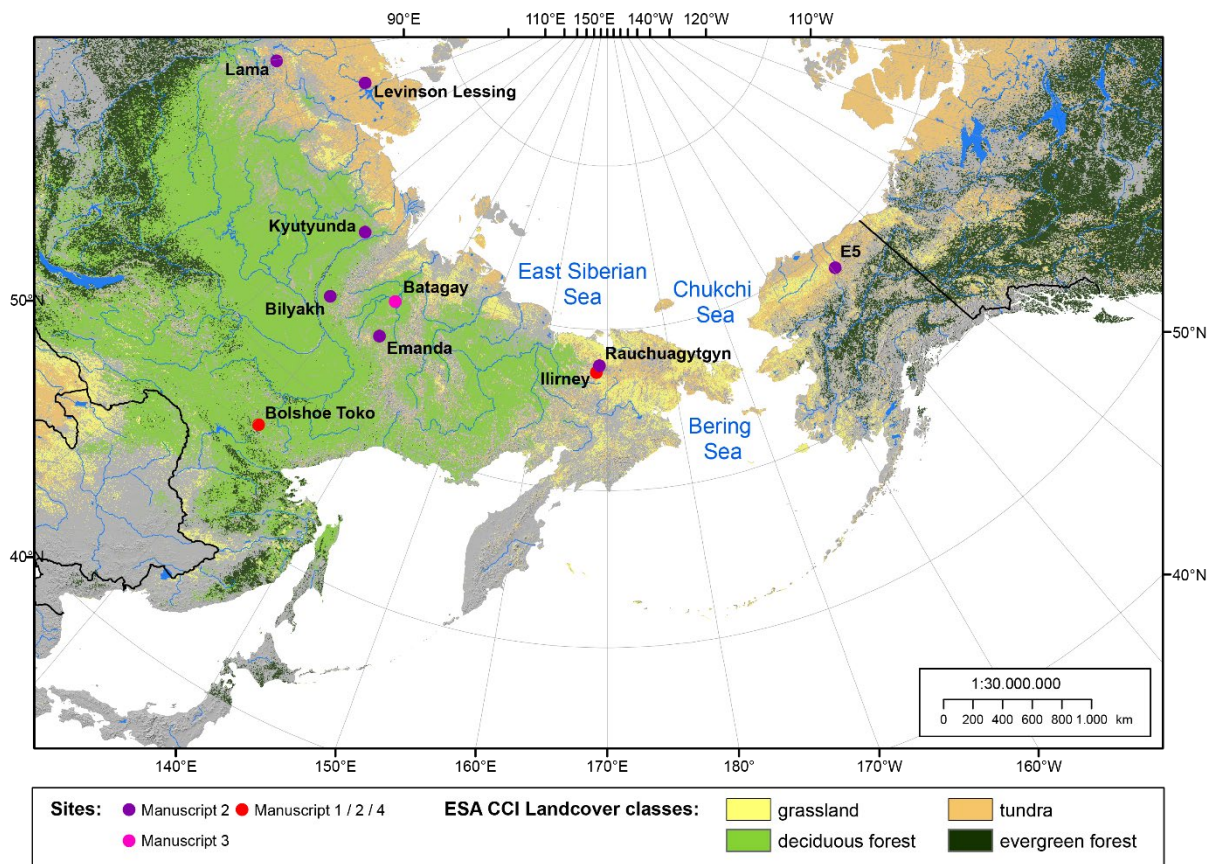 90°E 110°E 150°E 140°W 120°W 110°W
Lama
Levinson Lessing
Kyutyunda
E5
East Siberian
Sea
Chukchi
Sea
Batagay
50°N
Bilyakh
50°N
Emanda
Rauchuagytgyn
Ilirney
Bolshoe Toko
Bering
Sea
40°N
40°N
1:30.000.000
0 200 400 600 800 1.000 km
140°E 150°E 160°E 170°E 180° 170°W 160°W
Sites: Manuscript 2 Manuscript 1 / 2 / 4 ESA CCI Landcover classes: grassland tundra
Manuscript 3 deciduous forest evergreen forest